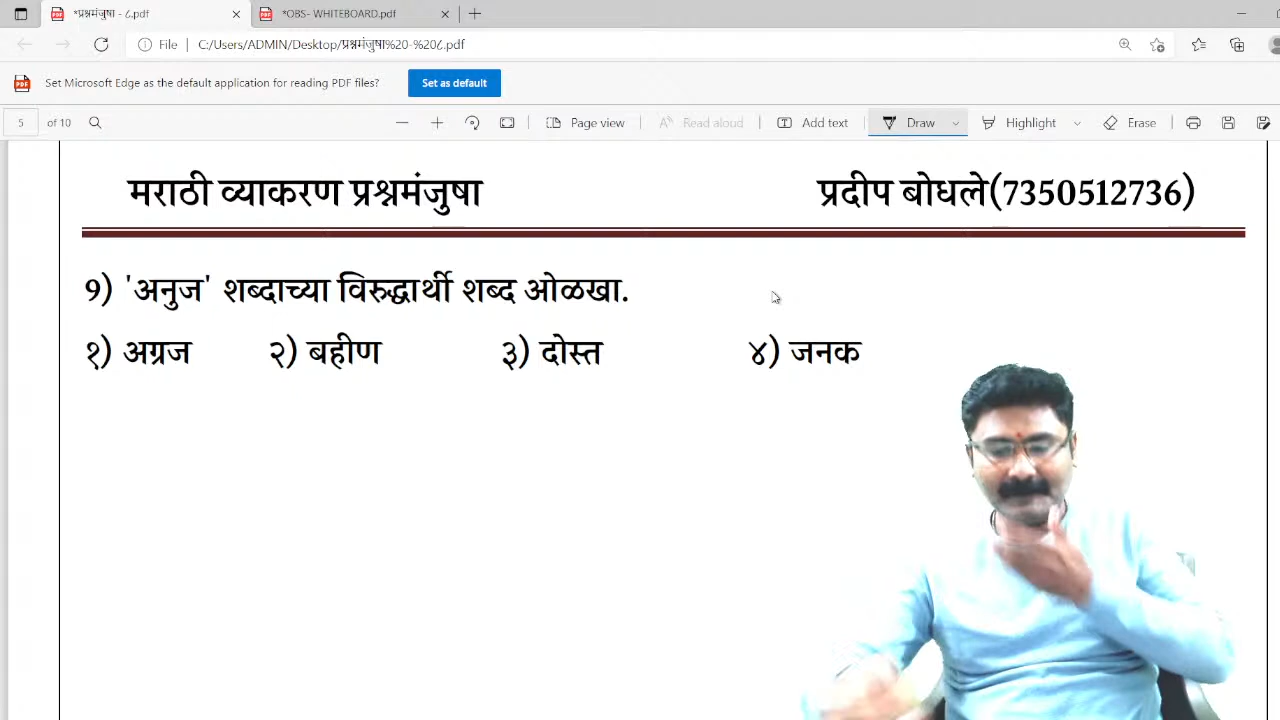 *प्रश्नमंजुषा - ८.pdf
*OBS- WHITEBOARD.pdf
File C:/Users/ADMIN/Desktop/प्रश्नमंजुषा%20-%20८.pdf
Set Microsoft Edge as the default application for reading PDF files? Set as default
5 of 10 Page view Read aloud Add text Draw Highlight Erase
मराठी व्याकरण प्रश्नमंजुषा प्रदीप बोधले(7350512736)
9) 'अनुज' शब्दाच्या विरुद्धार्थी शब्द ओळखा.
१) अग्रज २) बहीण ३) दोस्त ४) जनक